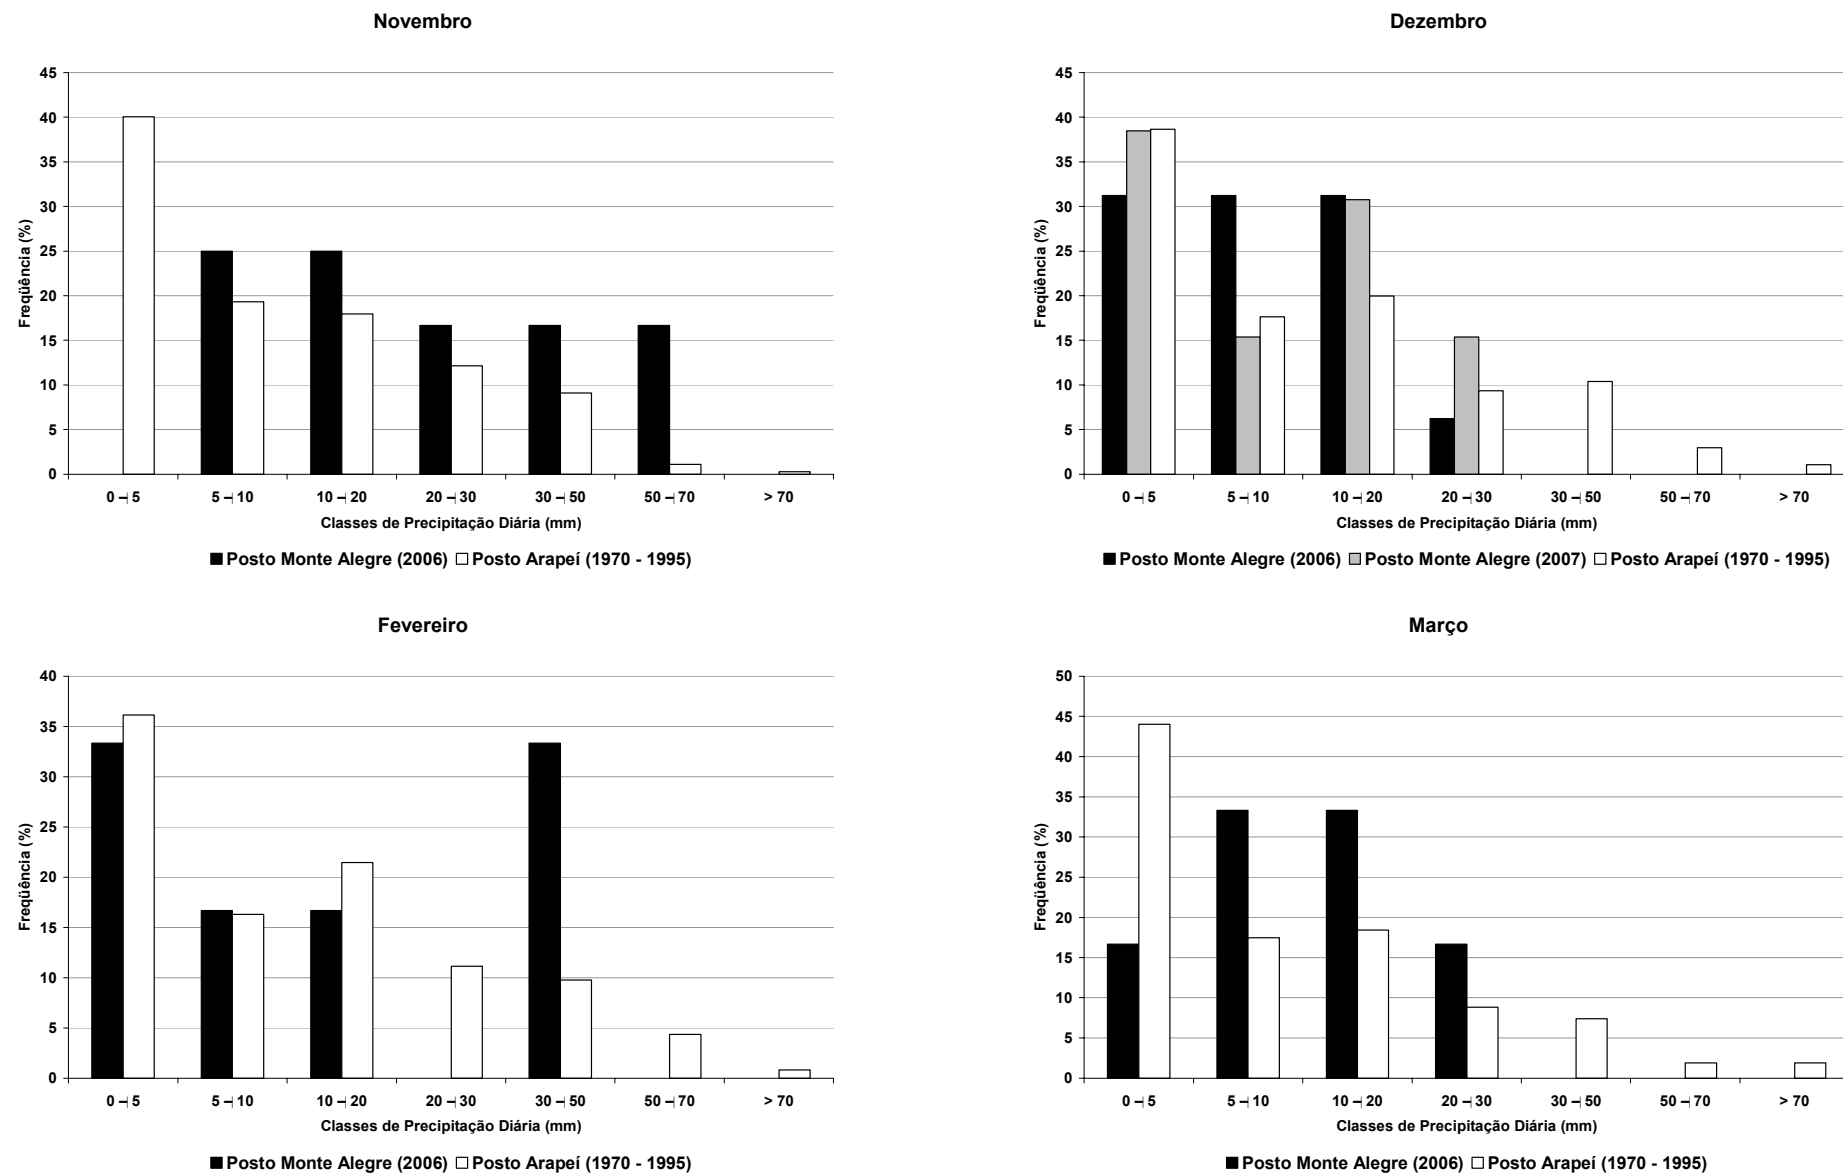 Novembro
45
40
35
30
25
20
15
10
5
0
Freqüência (%)
0 ⊣ 5 5 ⊣ 10 10 ⊣ 20 20 ⊣ 30 30 ⊣ 50 50 ⊣ 70 > 70
Classes de Precipitação Diária (mm)
Posto Monte Alegre (2006) Posto Arapeí (1970 - 1995)
Dezembro
45
40
35
30
25
20
15
10
5
0
Freqüência (%)
0 ⊣ 5 5 ⊣ 10 10 ⊣ 20 20 ⊣ 30 30 ⊣ 50 50 ⊣ 70 > 70
Classes de Precipitação Diária (mm)
Posto Monte Alegre (2006) Posto Monte Alegre (2007) Posto Arapeí (1970 - 1995)
Fevereiro
40
35
30
25
20
15
10
5
0
Freqüência (%)
0 ⊣ 5 5 ⊣ 10 10 ⊣ 20 20 ⊣ 30 30 ⊣ 50 50 ⊣ 70 > 70
Classes de Precipitação Diária (mm)
Posto Monte Alegre (2006) Posto Arapeí (1970 - 1995)
Março
50
45
40
35
30
25
20
15
10
5
0
Freqüência (%)
0 ⊣ 5 5 ⊣ 10 10 ⊣ 20 20 ⊣ 30 30 ⊣ 50 50 ⊣ 70 > 70
Classes de Precipitação Diária (mm)
Posto Monte Alegre (2006) Posto Arapeí (1970 - 1995)